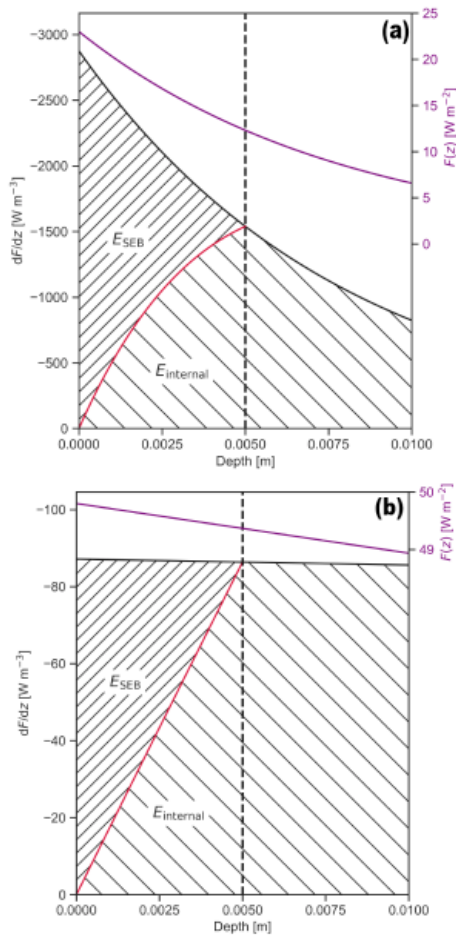 (a)
−3000
−2500
−2000
−1500
−1000
−500
0
dF/dz [W m⁻³]
25
20
15
10
5
0
F(z) [W m⁻²]
E_SEB
E_internal
0.0000 0.0025 0.0050 0.0075 0.0100
Depth [m]
(b)
−100
−80
−60
−40
−20
0
dF/dz [W m⁻³]
50
49
F(z) [W m⁻²]
E_SEB
E_internal
0.0000 0.0025 0.0050 0.0075 0.0100
Depth [m]